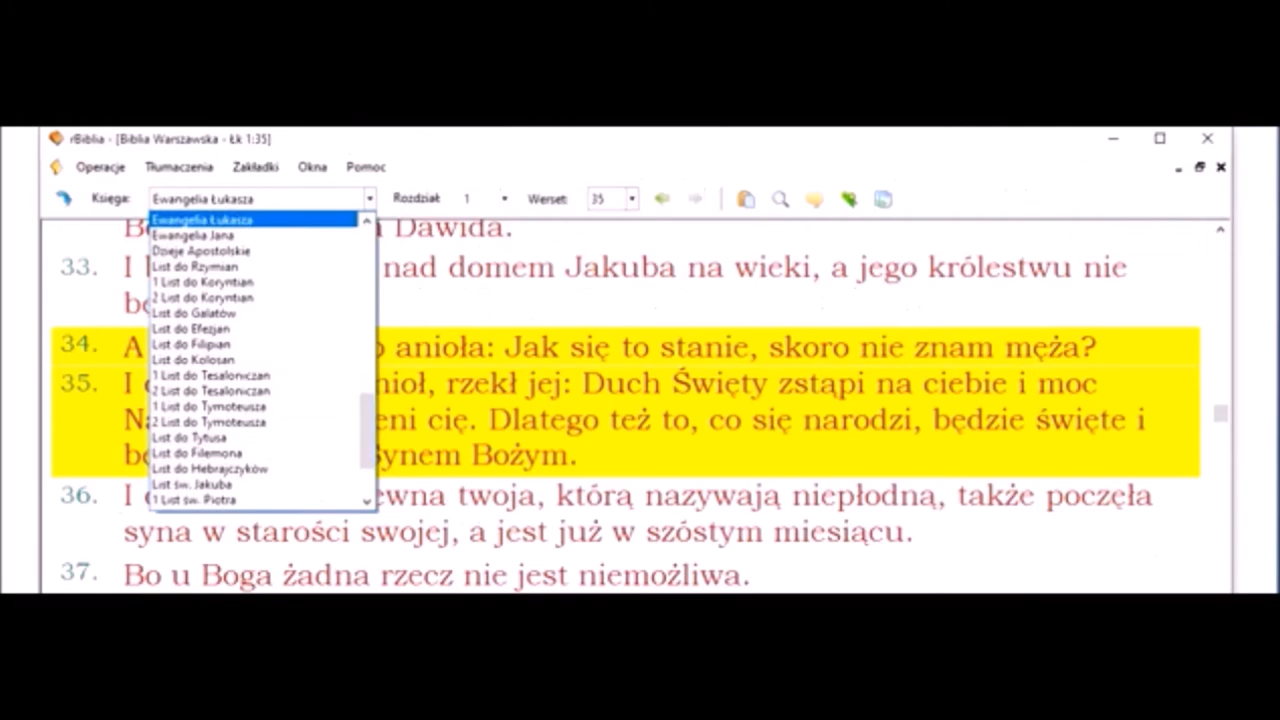 rBiblia - [Biblia Warszawska - Łk 1:35]
Operacje Tłumaczenia Zakładki Okna Pomoc
Księga: Ewangelia Łukasza Rozdział 1 Werset: 35
Ewangelia Łukasza
Ewangelia Jana
Dzieje Apostolskie
List do Rzymian
1 List do Koryntian
2 List do Koryntian
List do Galatów
List do Efezjan
List do Filipian
List do Kolosan
1 List do Tesaloniczan
2 List do Tesaloniczan
1 List do Tymoteusza
2 List do Tymoteusza
List do Tytusa
List do Filemona
List do Hebrajczyków
List św. Jakuba
1 List św. Piotra
Dawida.
33. I nad domem Jakuba na wieki, a jego królestwu nie
34. A anioła: Jak się to stanie, skoro nie znam męża?
35. I nioł, rzekł jej: Duch Święty zstąpi na ciebie i moc
eni cię. Dlatego też to, co się narodzi, będzie święte i
Synem Bożym.
36. I ewna twoja, którą nazywają niepłodną, także poczęła
syna w starości swojej, a jest już w szóstym miesiącu.
37. Bo u Boga żadna rzecz nie jest niemożliwa.